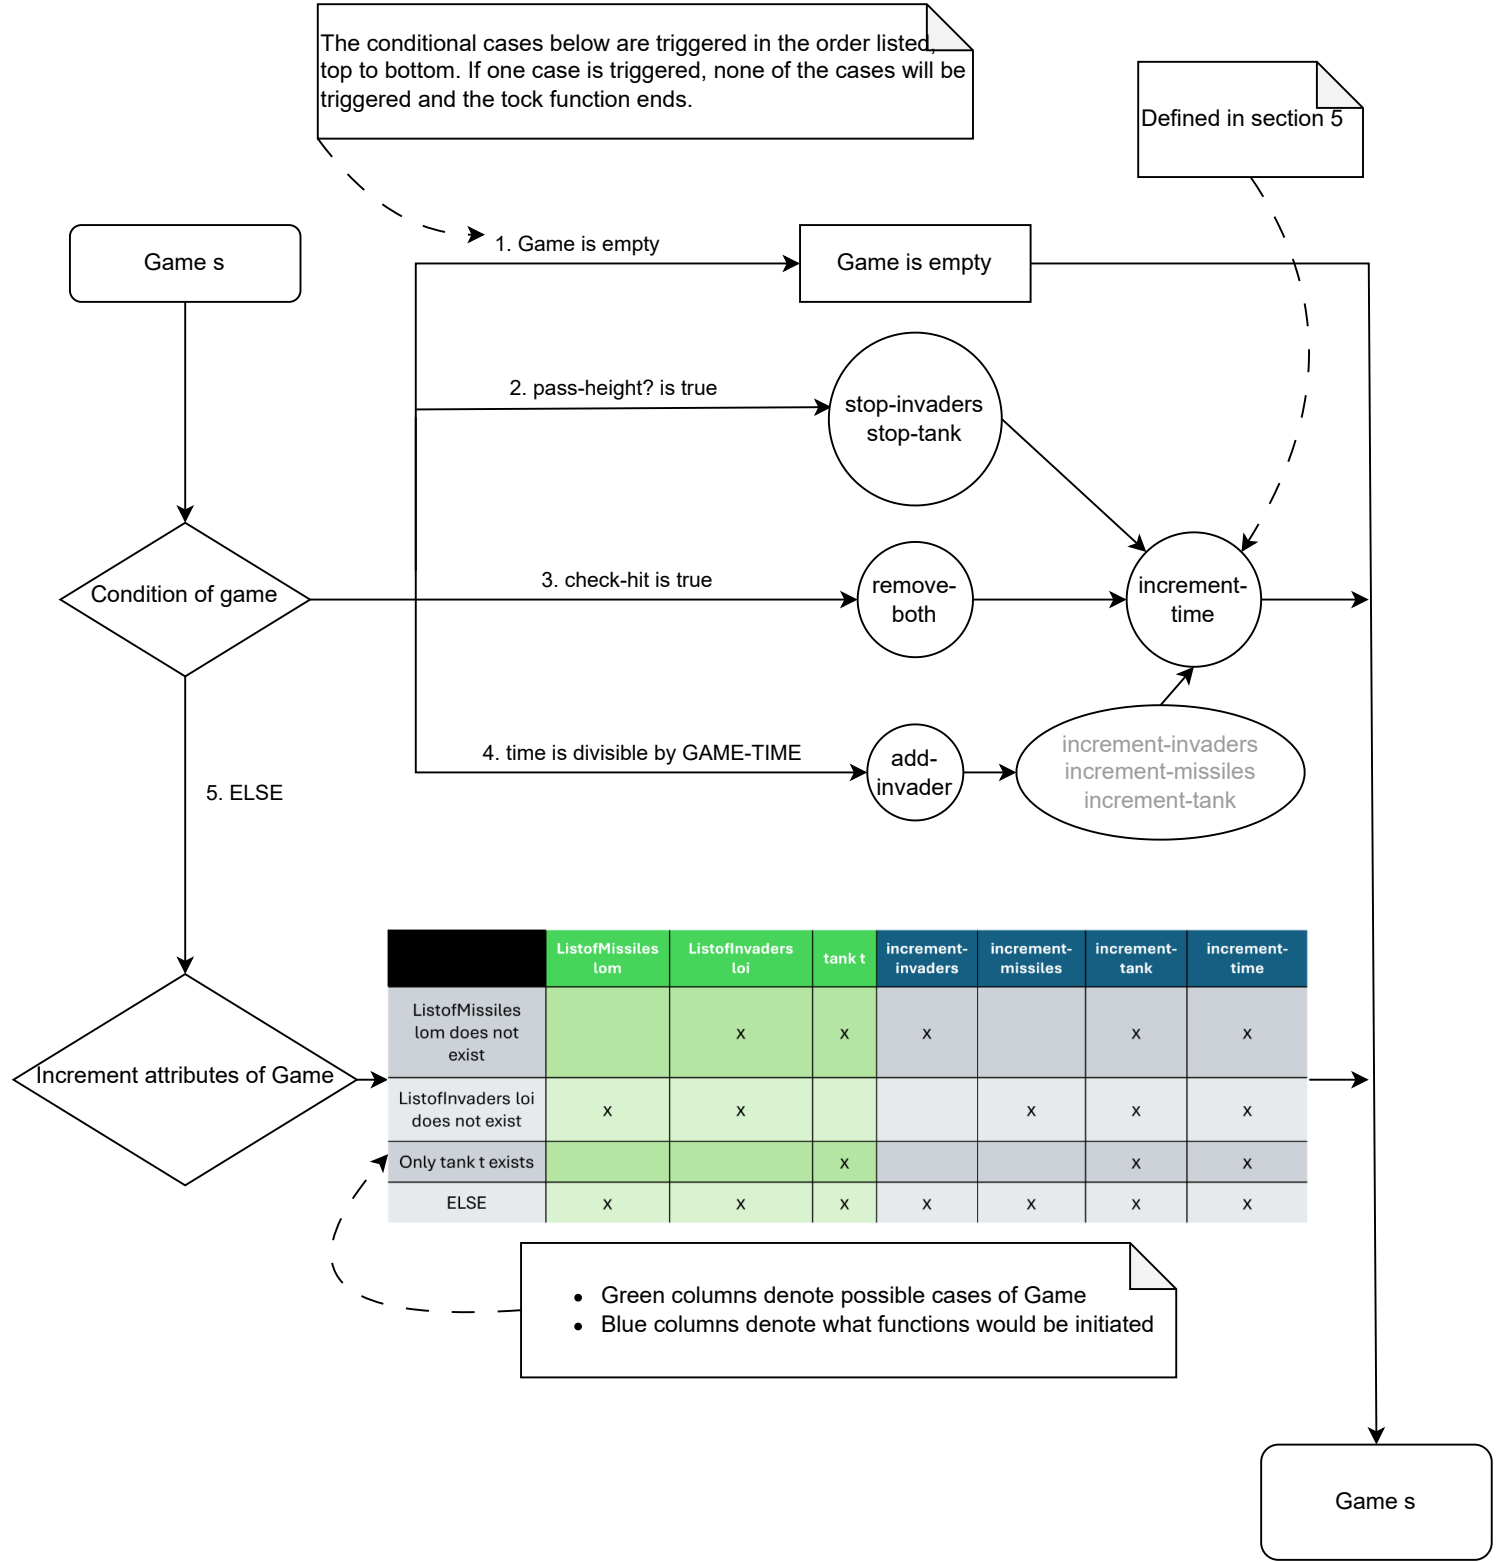 The conditional cases below are triggered in the order listed,
top to bottom. If one case is triggered, none of the cases will be
triggered and the tock function ends.
Defined in section 5
Game s
1. Game is empty
Game is empty
2. pass-height? is true
stop-invaders
stop-tank
Condition of game
3. check-hit is true
remove-
both
increment-
time
4. time is divisible by GAME-TIME
add-
invader
increment-invaders
increment-missiles
increment-tank
5. ELSE
Increment attributes of Game
ListofMissiles
lom
ListofInvaders
loi
tank t
increment-
invaders
increment-
missiles
increment-
tank
increment-
time
ListofMissiles
lom does not
exist
x x x x x
ListofInvaders loi
does not exist
x x x x x
Only tank t exists
x x x
ELSE
x x x x x x x
• Green columns denote possible cases of Game
• Blue columns denote what functions would be initiated
Game s